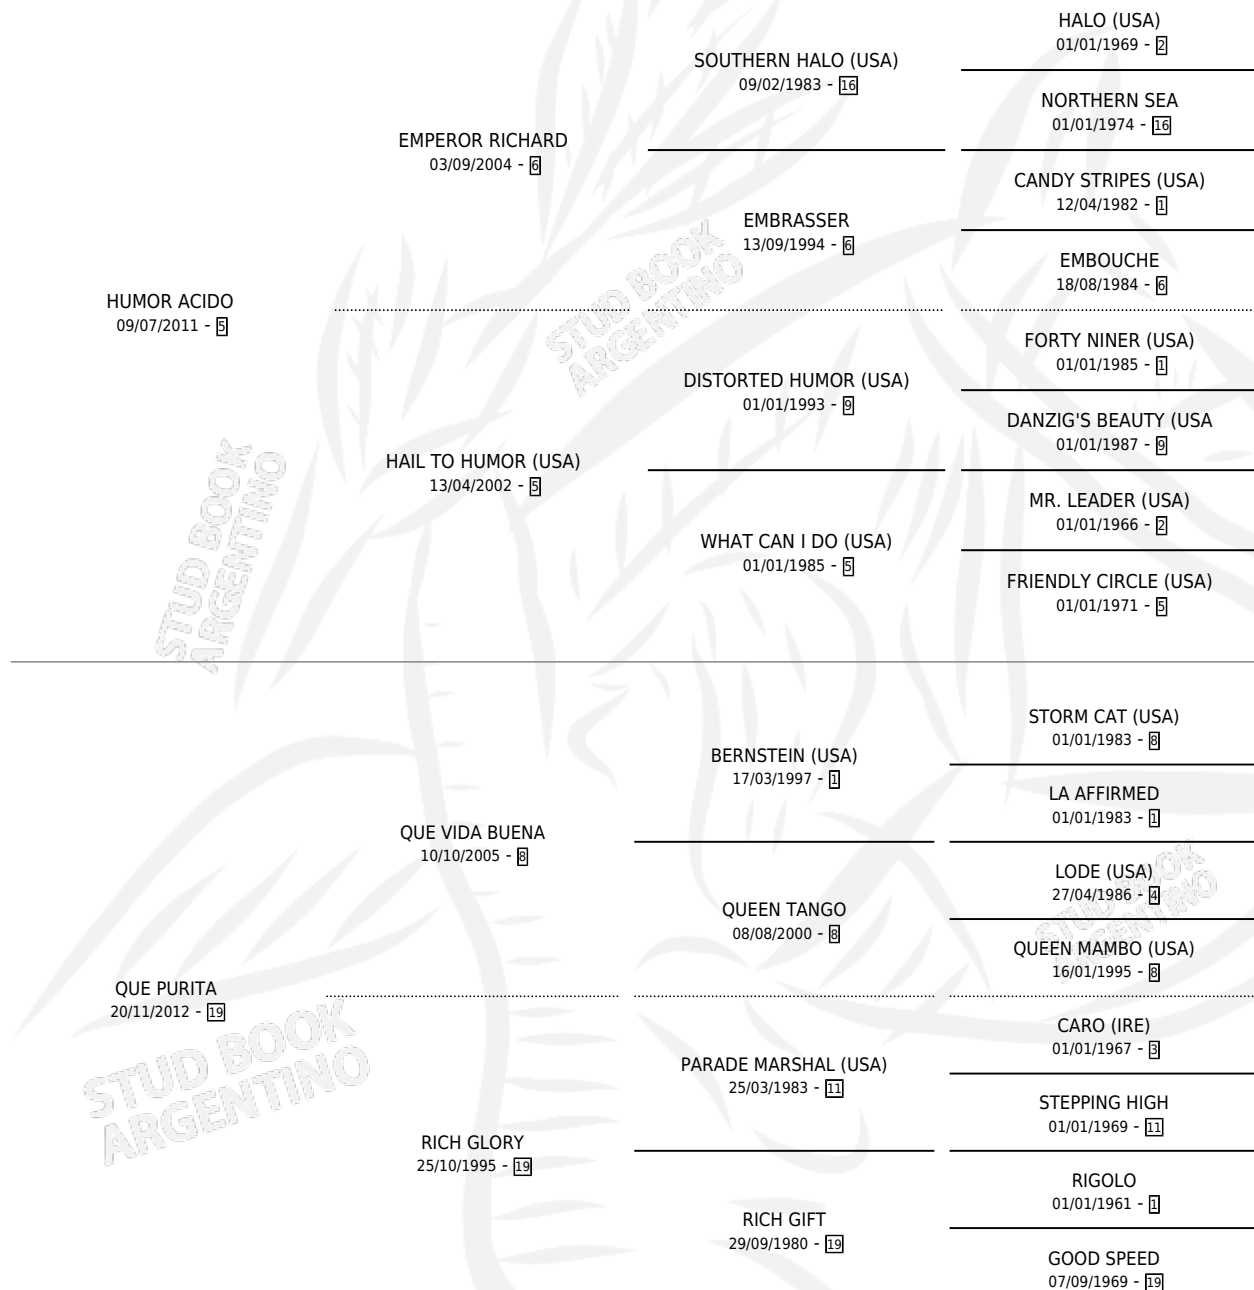 HALO (USA)
01/01/1969 - 2
SOUTHERN HALO (USA)
09/02/1983 - 16
NORTHERN SEA
01/01/1974 - 16
EMPEROR RICHARD
03/09/2004 - 6
CANDY STRIPES (USA)
12/04/1982 - 1
EMBRASSER
13/09/1994 - 6
EMBOUCHE
18/08/1984 - 6
HUMOR ACIDO
09/07/2011 - 5
FORTY NINER (USA)
01/01/1985 - 1
DISTORTED HUMOR (USA)
01/01/1993 - 9
DANZIG'S BEAUTY (USA
01/01/1987 - 9
HAIL TO HUMOR (USA)
13/04/2002 - 5
MR. LEADER (USA)
01/01/1966 - 2
WHAT CAN I DO (USA)
01/01/1985 - 5
FRIENDLY CIRCLE (USA)
01/01/1971 - 5
STORM CAT (USA)
01/01/1983 - 8
BERNSTEIN (USA)
17/03/1997 - 1
LA AFFIRMED
01/01/1983 - 1
QUE VIDA BUENA
10/10/2005 - 8
LODE (USA)
27/04/1986 - 4
QUEEN TANGO
08/08/2000 - 8
QUEEN MAMBO (USA)
16/01/1995 - 8
QUE PURITA
20/11/2012 - 19
CARO (IRE)
01/01/1967 - 3
PARADE MARSHAL (USA)
25/03/1983 - 11
STEPPING HIGH
01/01/1969 - 11
RICH GLORY
25/10/1995 - 19
RIGOLO
01/01/1961 - 1
RICH GIFT
29/09/1980 - 19
GOOD SPEED
07/09/1969 - 19
STUD BOOK
ARGENTINO
STUD BOOK
ARGENTINO
STUD BOOK
ARGENTINO
STUD BOOK
ARGENTINO